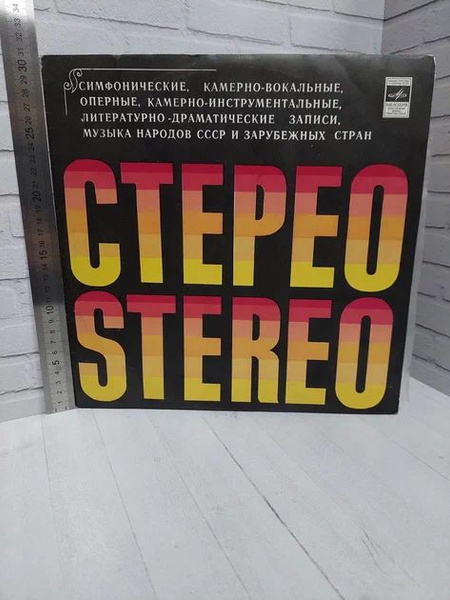 СИМФОНИЧЕСКИЕ, КАМЕРНО-ВОКАЛЬНЫЕ,
ОПЕРНЫЕ, КАМЕРНО-ИНСТРУМЕНТАЛЬНЫЕ,
ЛИТЕРАТУРНО-ДРАМАТИЧЕСКИЕ ЗАПИСИ,
МУЗЫКА НАРОДОВ СССР И ЗАРУБЕЖНЫХ СТРАН
СТЕРЕО
STEREO